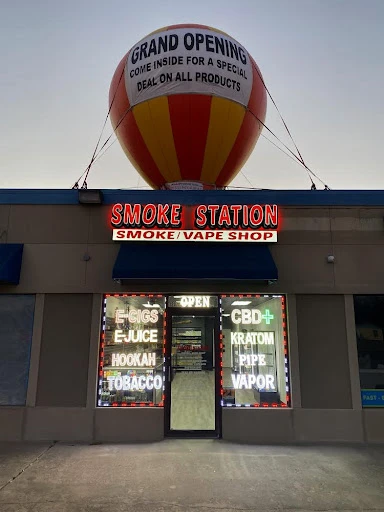 GRAND OPENING
COME INSIDE FOR A SPECIAL
DEAL ON ALL PRODUCTS
SMOKE STATION
SMOKE/VAPE SHOP
OPEN
E-CIGS
E-JUICE
HOOKAH
TOBACCO
CBD+
KRATOM
PIPE
VAPOR